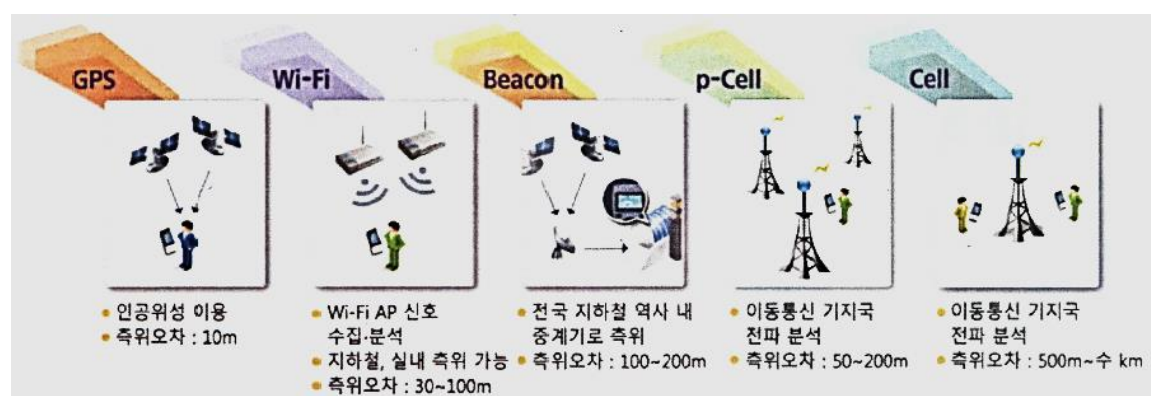 GPS
Wi-Fi
Beacon
p-Cell
Cell
• 인공위성 이용
• 측위오차 : 10m
• Wi-Fi AP 신호
수집·분석
• 지하철, 실내 측위 가능
• 측위오차 : 30~100m
• 전국 지하철 역사 내
중계기로 측위
• 측위오차 : 100~200m
• 이동통신 기지국
전파 분석
• 측위오차 : 50~200m
• 이동통신 기지국
전파 분석
• 측위오차 : 500m~수 km